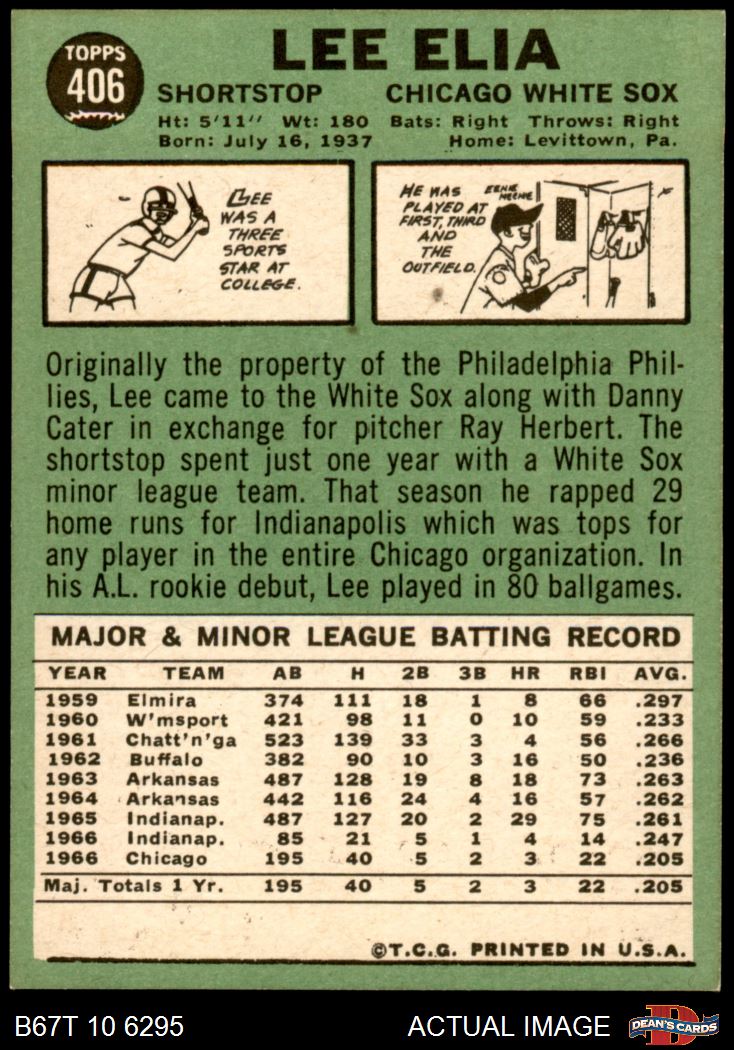 TOPPS
406
LEE ELIA
SHORTSTOP CHICAGO WHITE SOX
Ht: 5'11" Wt: 180 Bats: Right Throws: Right
Born: July 16, 1937 Home: Levittown, Pa.
LEE
WAS A
THREE
SPORTS
STAR AT
COLLEGE.
HE WAS
PLAYED AT
FIRST, THIRD
AND
THE
OUTFIELD.
EENIE
MEENIE
Originally the property of the Philadelphia Phil-
lies, Lee came to the White Sox along with Danny
Cater in exchange for pitcher Ray Herbert. The
shortstop spent just one year with a White Sox
minor league team. That season he rapped 29
home runs for Indianapolis which was tops for
any player in the entire Chicago organization. In
his A.L. rookie debut, Lee played in 80 ballgames.
MAJOR & MINOR LEAGUE BATTING RECORD
YEAR TEAM AB H 2B 3B HR RBI AVG.
1959 Elmira 374 111 18 1 8 66 .297
1960 W'msport 421 98 11 0 10 59 .233
1961 Chatt'n'ga 523 139 33 3 4 56 .266
1962 Buffalo 382 90 10 3 16 50 .236
1963 Arkansas 487 128 19 8 18 73 .263
1964 Arkansas 442 116 24 4 16 57 .262
1965 Indianap. 487 127 20 2 29 75 .261
1966 Indianap. 85 21 5 1 4 14 .247
1966 Chicago 195 40 5 2 3 22 .205
Maj. Totals 1 Yr. 195 40 5 2 3 22 .205
©T.C.G. PRINTED IN U.S.A.
B67T 10 6295 ACTUAL IMAGE
D
DEAN'S CARDS